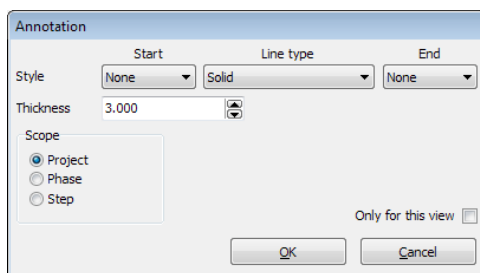 Annotation
Start Line type End
Style None Solid None
Thickness 3.000
Scope
Project
Phase
Step
Only for this view
OK Cancel